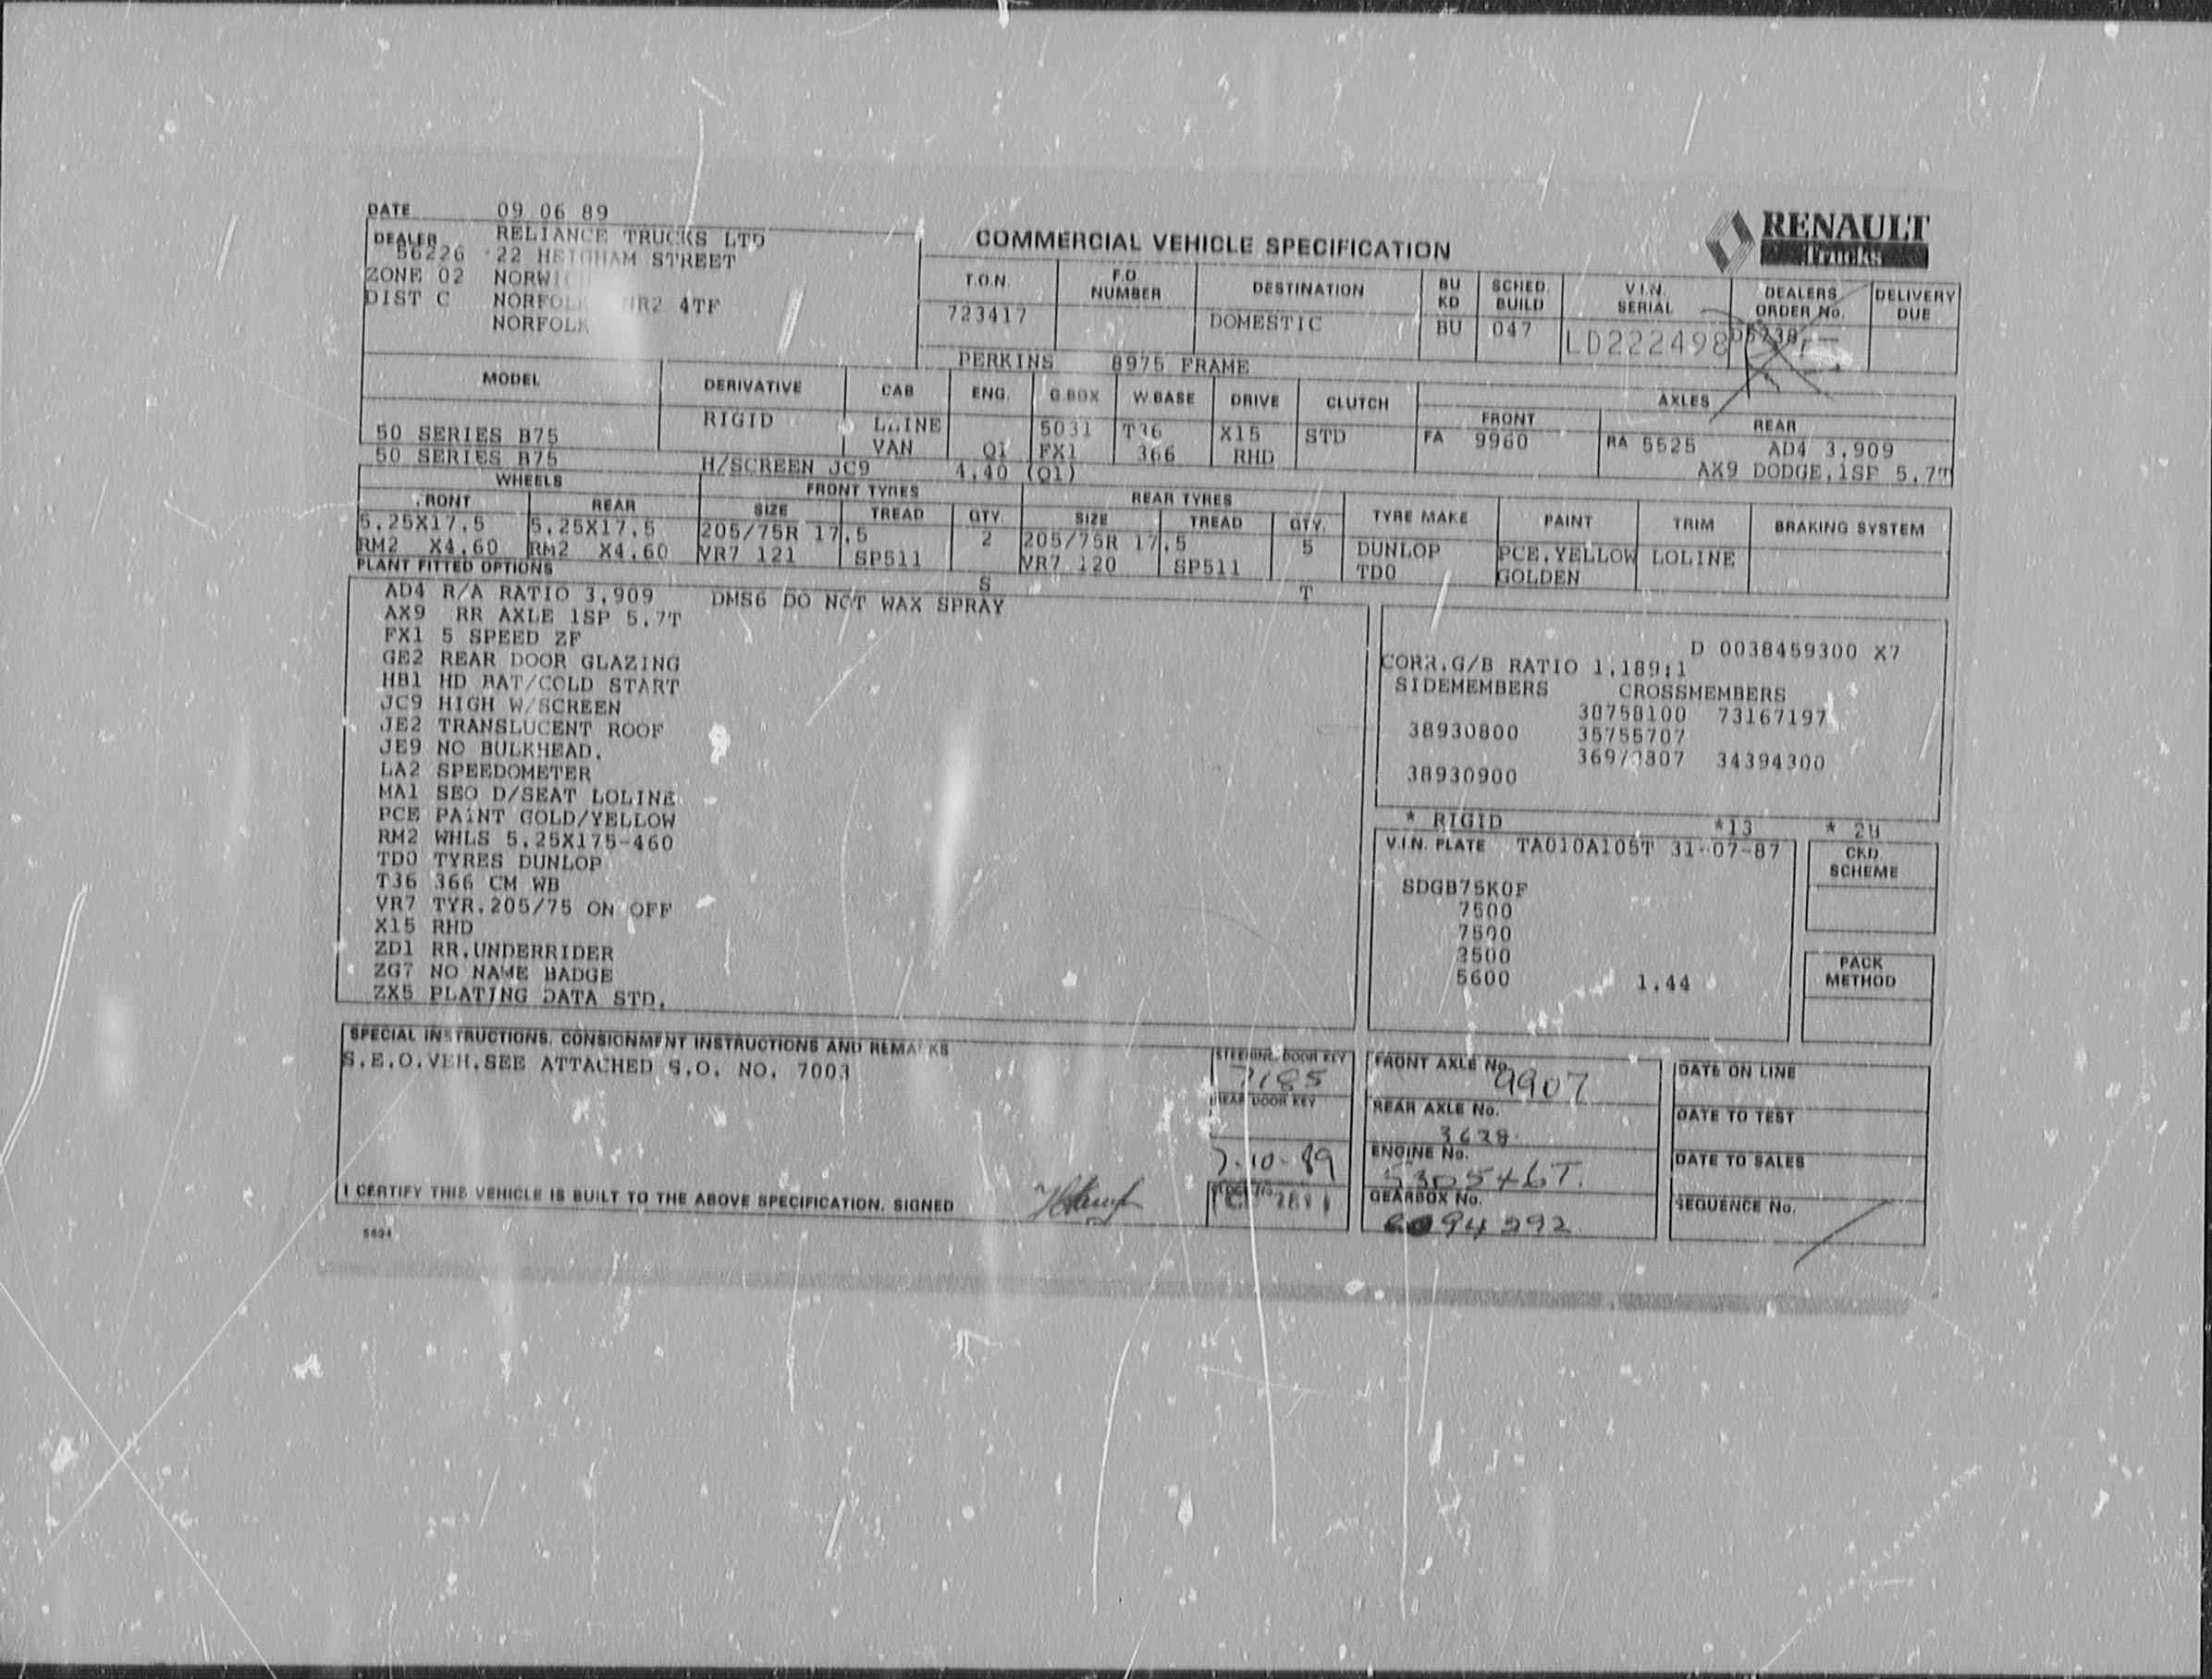 DATE 09 06 89
DEALER RELIANCE TRUCKS LTD
56226 22 HEIGHAM STREET
ZONE 02
DIST C NORFOLK NR2 4TF
NORFOLK
COMMERCIAL VEHICLE SPECIFICATION
RENAULT
Trucks
T.O.N. F.O NUMBER DESTINATION BU KD SCHED. BUILD V.I.N. SERIAL DEALERS ORDER No. DELIVERY DUE
723417 DOMESTIC BU 047 LD222498
PERKINS 8975 FRAME
MODEL DERIVATIVE CAB ENG. G.BOX W.BASE DRIVE CLUTCH AXLES
FRONT REAR
50 SERIES B75 RIGID 5031 T36 X15 STD FA 9960 RA 5525 AD4 3.909
50 SERIES B75 VAN Q1 FX1 366 RHD AX9 DODGE,1SP 5.7T
H/SCREEN JC9 4.40 (Q1)
WHEELS FRONT TYRES REAR TYRES
FRONT REAR SIZE TREAD QTY. SIZE TREAD QTY. TYRE MAKE PAINT TRIM BRAKING SYSTEM
5.25X17.5 5.25X17.5 205/75R 17.5 2 205/75R 17.5 5 DUNLOP PCE.YELLOW LOLINE
RM2 X4.60 RM2 X4.60 VR7 121 SP511 VR7 120 SP511 TD0 GOLDEN
PLANT FITTED OPTIONS S T
AD4 R/A RATIO 3.909 DMS6 DO NOT WAX SPRAY
AX9 RR AXLE 1SP 5.7T
FX1 5 SPEED ZF
GE2 REAR DOOR GLAZING
HB1 HD BAT/COLD START
JC9 HIGH W/SCREEN
JE2 TRANSLUCENT ROOF
JE9 NO BULKHEAD.
LA2 SPEEDOMETER
MA1 SEO D/SEAT LOLINE
PCE PAINT GOLD/YELLOW
RM2 WHLS 5.25X175-460
TD0 TYRES DUNLOP
T36 366 CM WB
VR7 TYR.205/75 ON OFF
X15 RHD
ZD1 RR.UNDERRIDER
ZG7 NO NAME BADGE
ZX5 PLATING DATA STD.
D 0038459300 X7
CORR.G/B RATIO 1.189:1
SIDEMEMBERS CROSSMEMBERS
38758100 73167197
38930800 35755707
34394300
38930900
* RIGID *13
V.I.N. PLATE TA010A105T 31-07-87
SDGB75K0F
7500
7500
2500
5600 1.44
CKD SCHEME
PACK METHOD
SPECIAL INSTRUCTIONS, CONSIGNMENT INSTRUCTIONS AND REMARKS
S.E.O.VEH.SEE ATTACHED S.O. NO. 7003
STEERING DOOR KEY
7185
REAR DOOR KEY
FRONT AXLE No. 9907
REAR AXLE No.
3628
ENGINE No.
530546T.
GEARBOX No.
DATE ON LINE
DATE TO TEST
DATE TO SALES
SEQUENCE No.
I CERTIFY THIS VEHICLE IS BUILT TO THE ABOVE SPECIFICATION. SIGNED
5694